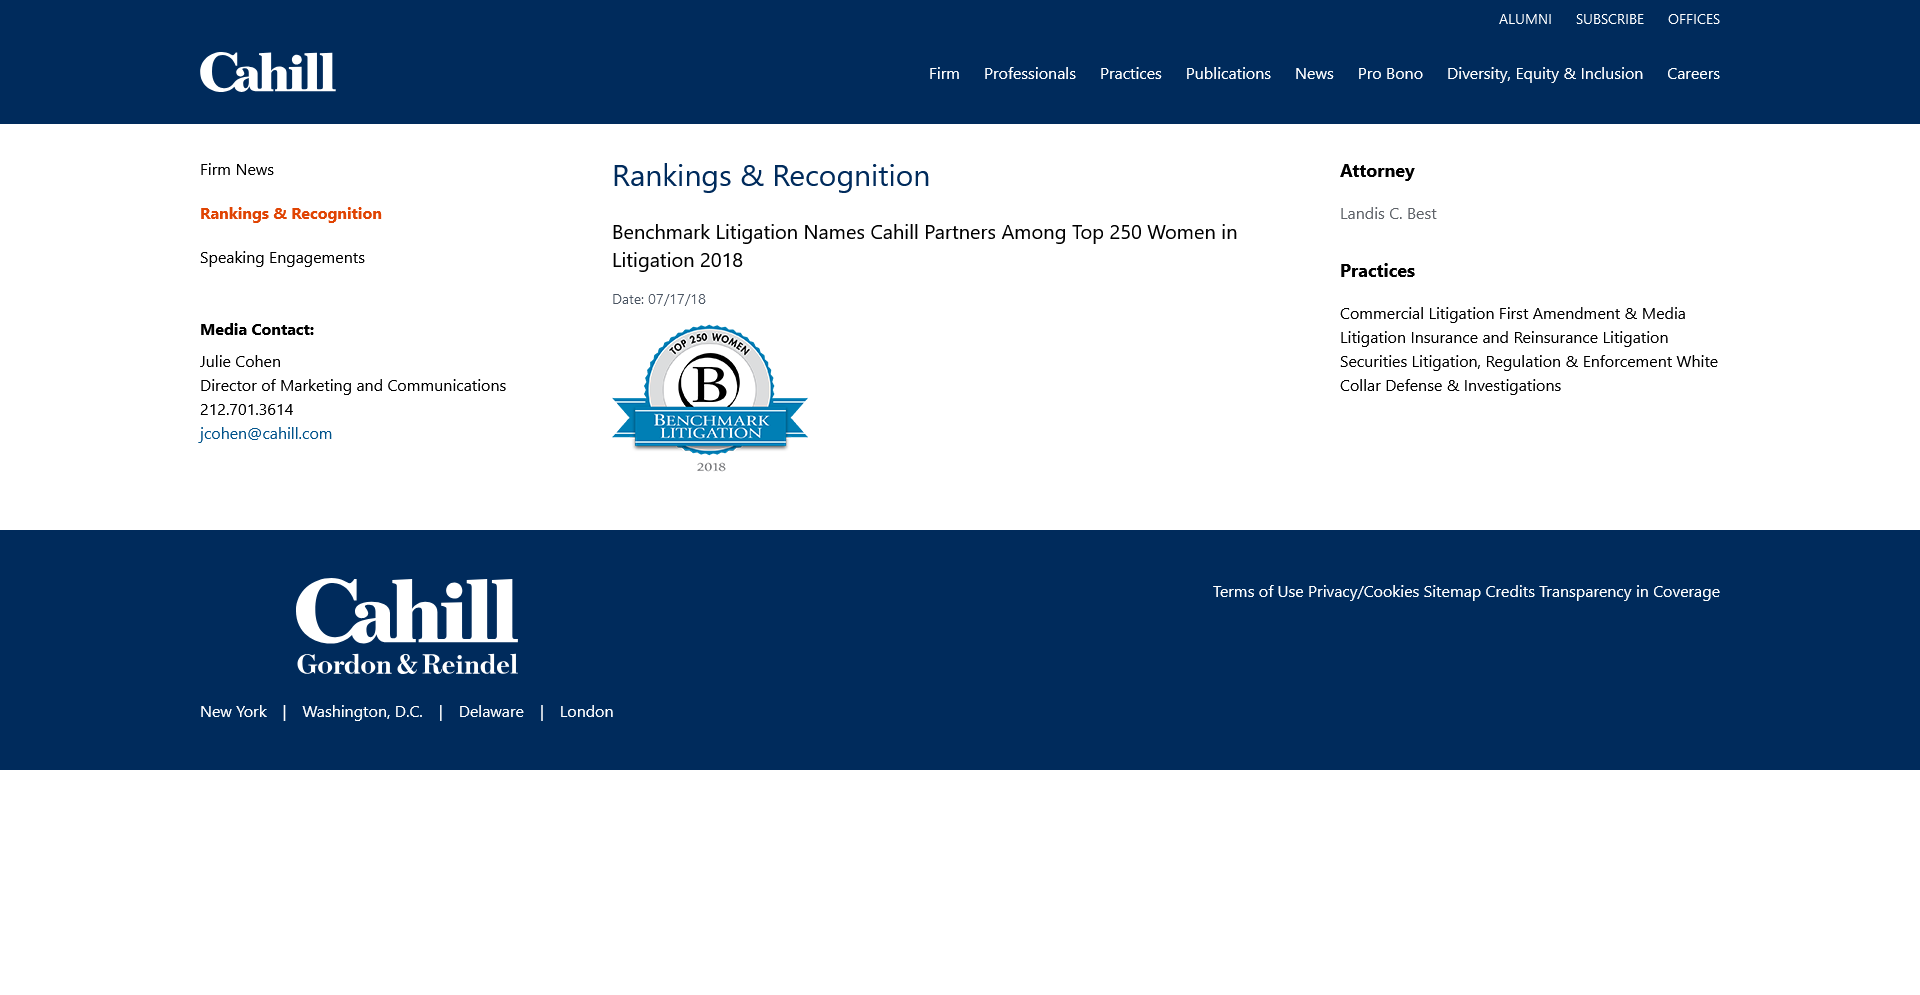 ALUMNI SUBSCRIBE OFFICES
Cahill
Firm Professionals Practices Publications News Pro Bono Diversity, Equity & Inclusion Careers
Firm News
Rankings & Recognition
Speaking Engagements
Media Contact:
Julie Cohen
Director of Marketing and Communications
212.701.3614
jcohen@cahill.com
Rankings & Recognition
Benchmark Litigation Names Cahill Partners Among Top 250 Women in
Litigation 2018
Date: 07/17/18
TOP 250 WOMEN
B
BENCHMARK
LITIGATION
2018
Attorney
Landis C. Best
Practices
Commercial Litigation First Amendment & Media
Litigation Insurance and Reinsurance Litigation
Securities Litigation, Regulation & Enforcement White
Collar Defense & Investigations
Cahill
Gordon & Reindel
New York | Washington, D.C. | Delaware | London
Terms of Use Privacy/Cookies Sitemap Credits Transparency in Coverage